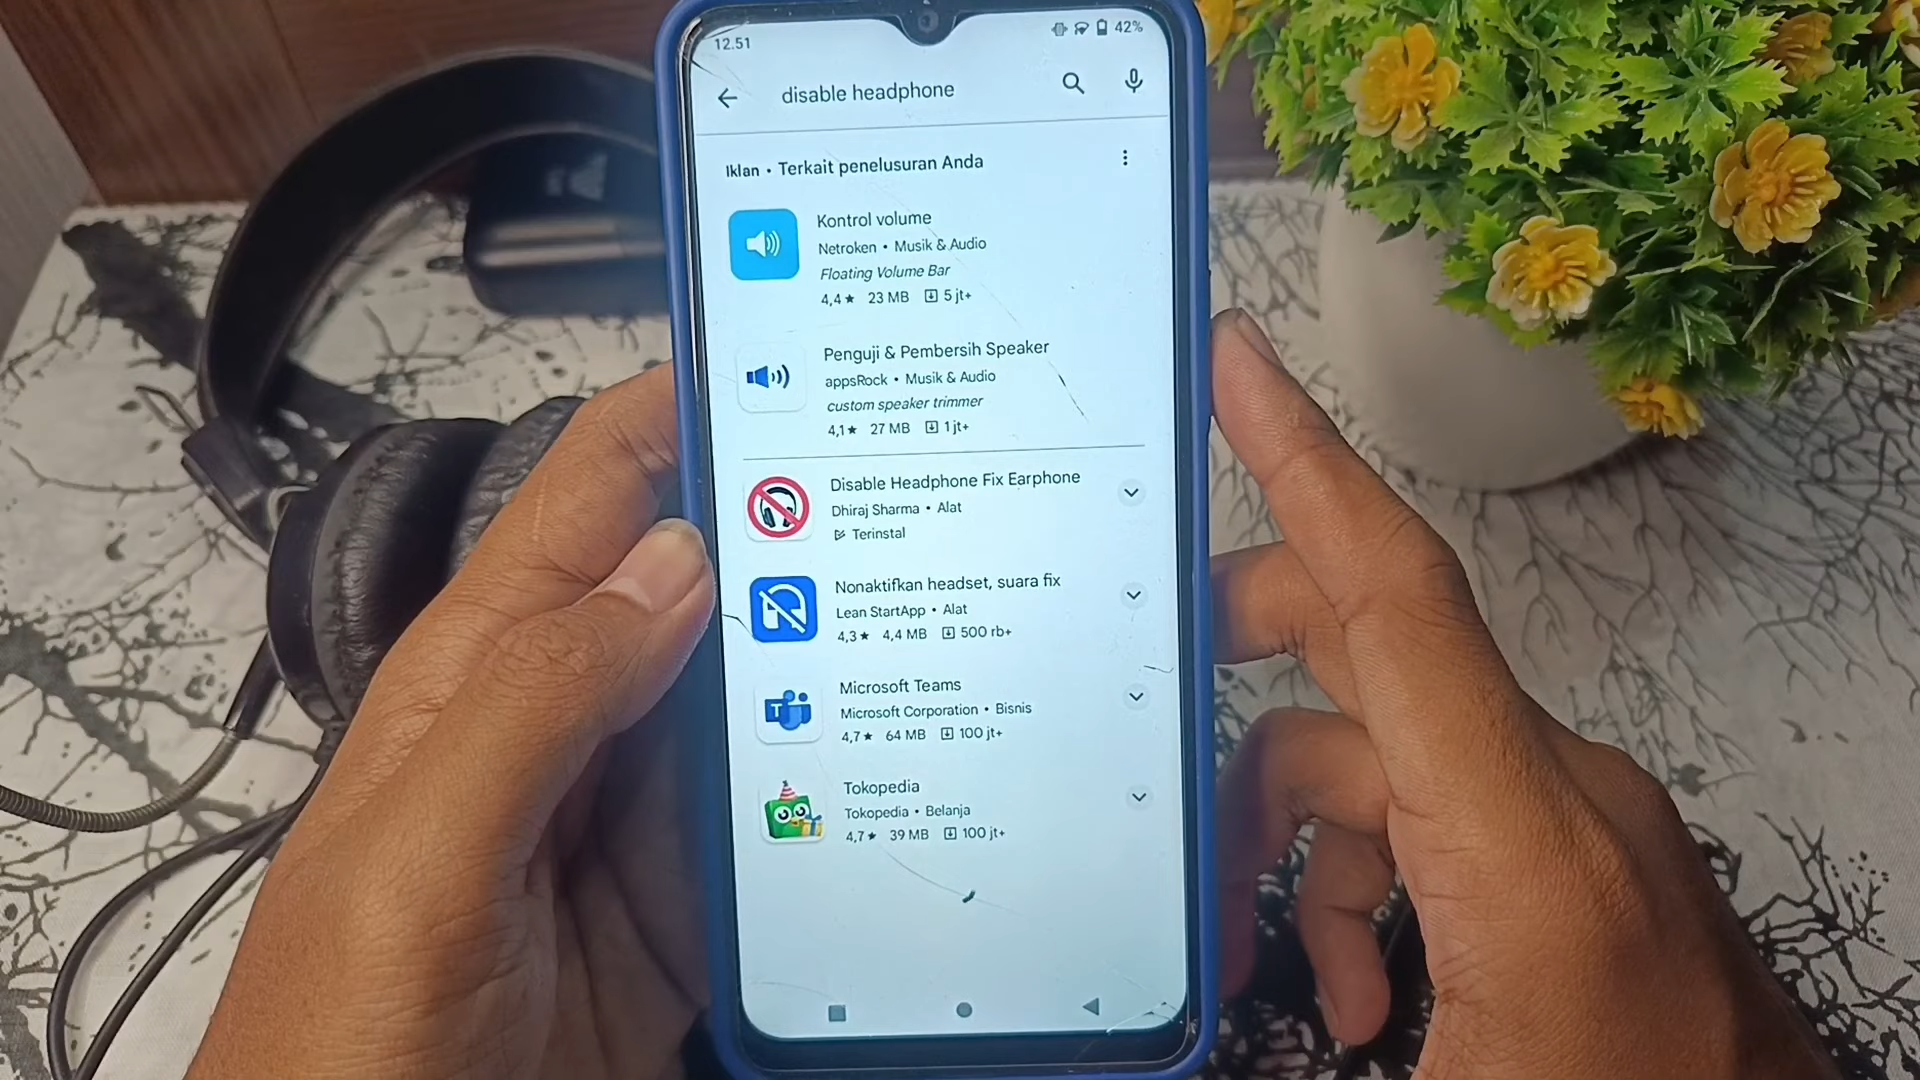 12.51
42%
disable headphone
Iklan • Terkait penelusuran Anda
Kontrol volume
Netroken • Musik & Audio
Floating Volume Bar
4,4★ 23 MB 5 jt+
Penguji & Pembersih Speaker
appsRock • Musik & Audio
custom speaker trimmer
4,1★ 27 MB 1 jt+
Disable Headphone Fix Earphone
Dhiraj Sharma • Alat
Terinstal
Nonaktifkan headset, suara fix
Lean StartApp • Alat
4,3★ 4,4 MB 500 rb+
Microsoft Teams
Microsoft Corporation • Bisnis
4,7★ 64 MB 100 jt+
Tokopedia
Tokopedia • Belanja
4,7★ 39 MB 100 jt+